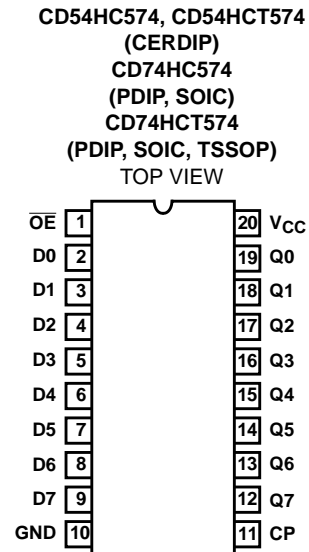 CD54HC574, CD54HCT574
(CERDIP)
CD74HC574
(PDIP, SOIC)
CD74HCT574
(PDIP, SOIC, TSSOP)
TOP VIEW
OE 1 20 VCC
D0 2 19 Q0
D1 3 18 Q1
D2 4 17 Q2
D3 5 16 Q3
D4 6 15 Q4
D5 7 14 Q5
D6 8 13 Q6
D7 9 12 Q7
GND 10 11 CP